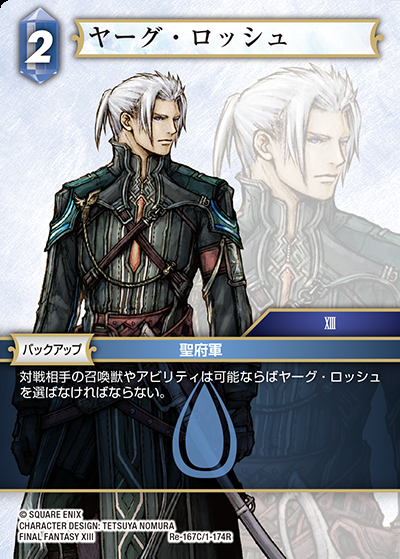 2
ヤーグ・ロッシュ
XIII
バックアップ
聖府軍
対戦相手の召喚獣やアビリティは可能ならばヤーグ・ロッシュ
を選ばなければならない。
© SQUARE ENIX
CHARACTER DESIGN: TETSUYA NOMURA
FINAL FANTASY XIII
Re-167C/1-174R